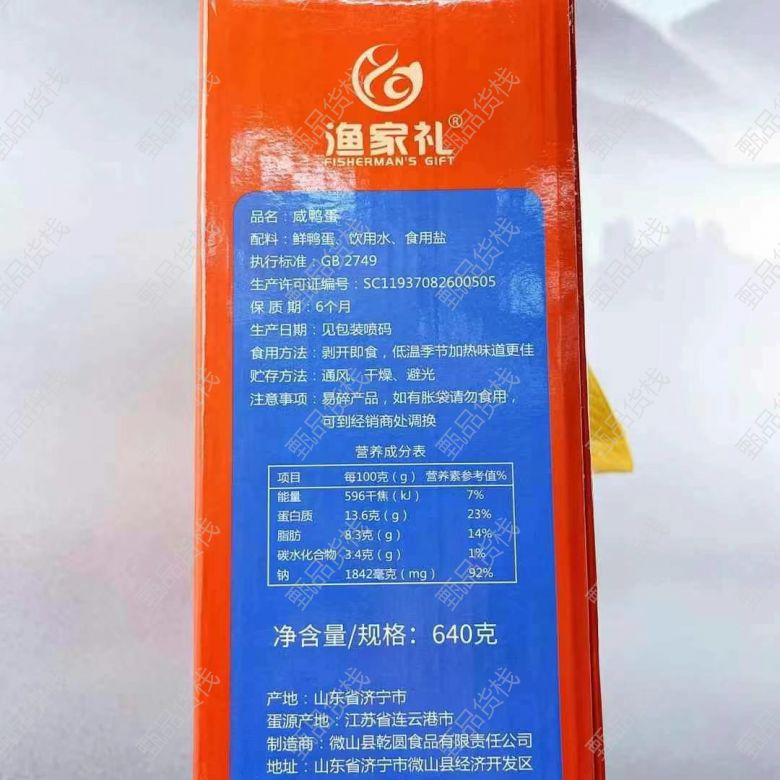 渔家礼®
FISHERMAN'S GIFT
品名：咸鸭蛋
配料：鲜鸭蛋、饮用水、食用盐
执行标准：GB 2749
生产许可证编号：SC11937082600505
保 质 期：6个月
生产日期：见包装喷码
食用方法：剥开即食，低温季节加热味道更佳
贮存方法：通风、干燥、避光
注意事项：易碎产品，如有胀袋请勿食用，
可到经销商处调换
营养成分表
项目 每100克（g） 营养素参考值%
能量 596千焦（kJ） 7%
蛋白质 13.6克（g） 23%
脂肪 8.3克（g） 14%
碳水化合物 3.4克（g） 1%
钠 1842毫克（mg） 92%
净含量/规格：640克
产地：山东省济宁市
蛋源产地：江苏省连云港市
制造商：微山县乾圆食品有限责任公司
地址：山东省济宁市微山县经济开发区
甄品货栈